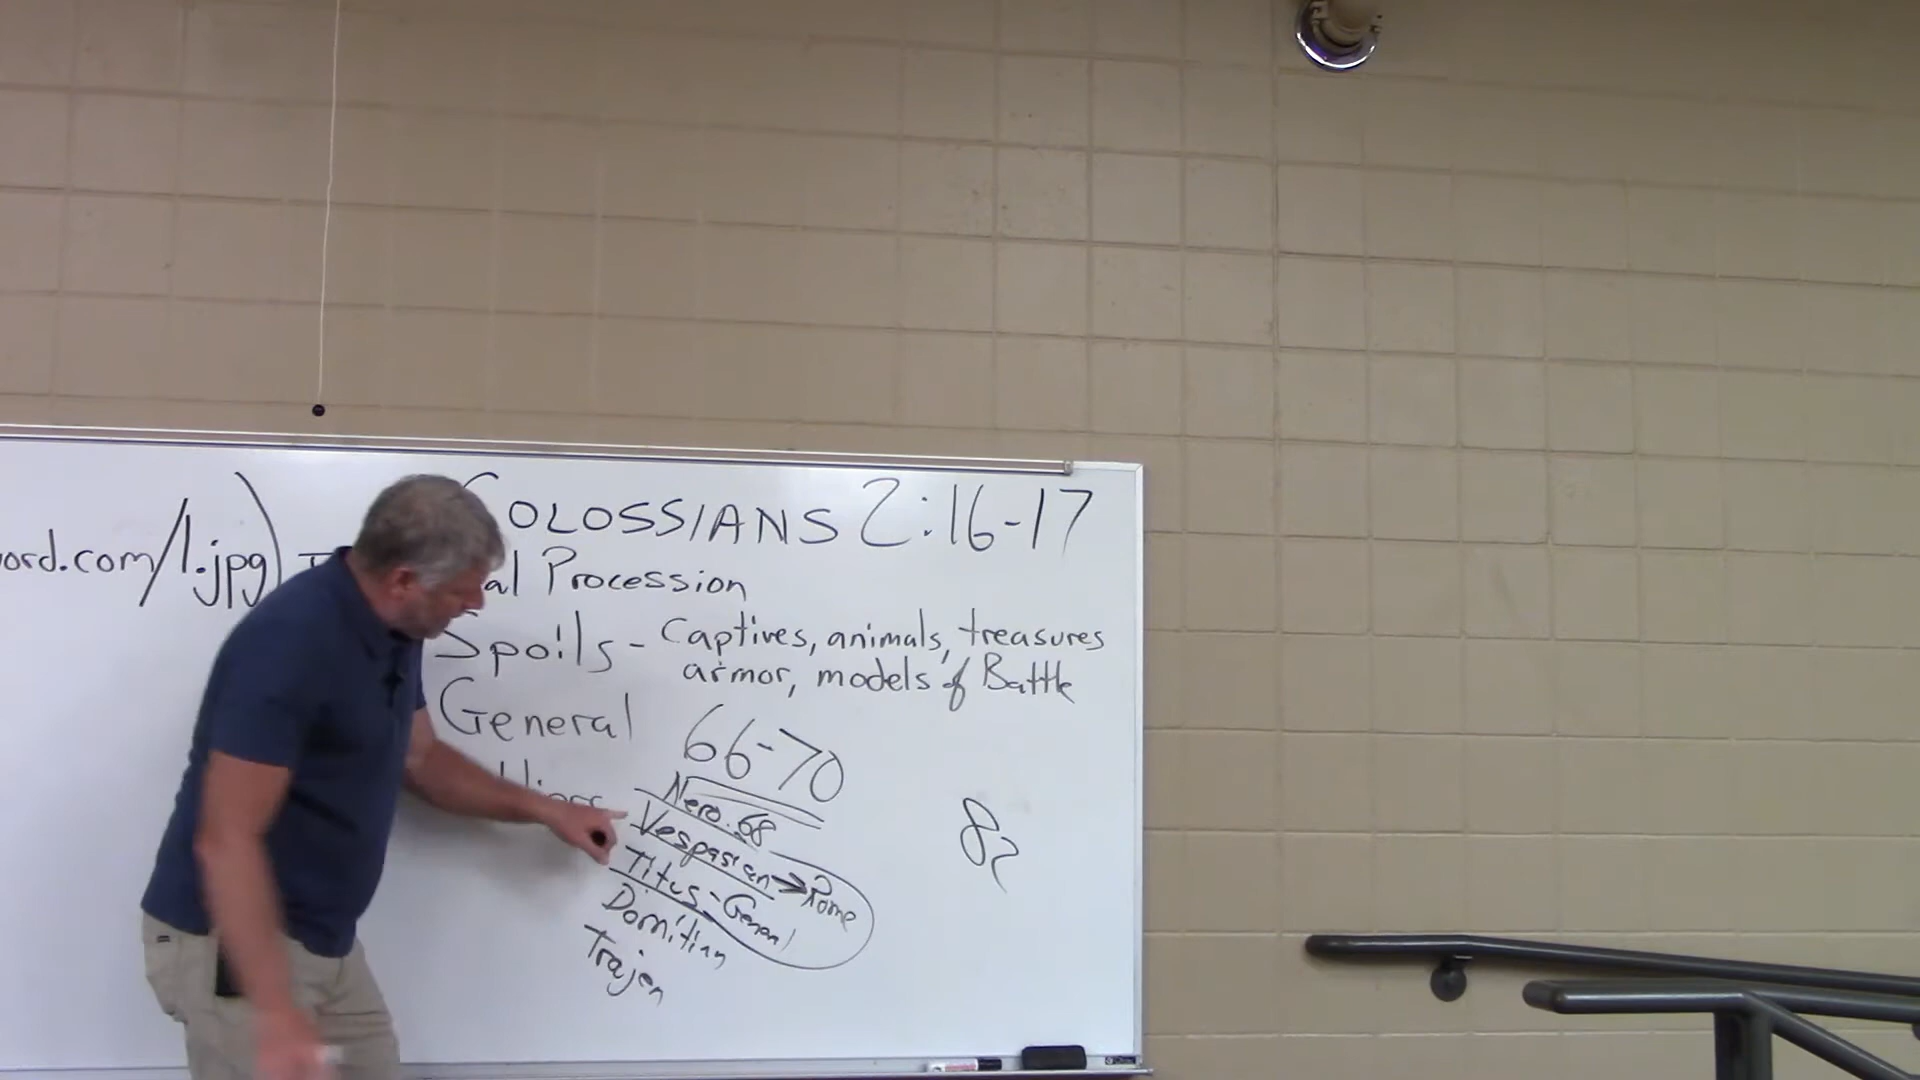 COLOSSIANS 2:16-17
ord.com/1.jpg)
al Procession
Spoils - Captives, animals, treasures
armor, models of Battle
General
66-70
Nero. 68
Vespasian → Rome
82
Titus - General
Domitian
Trajen